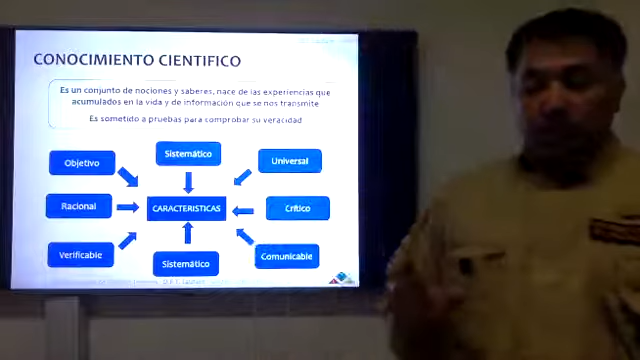 CONOCIMIENTO CIENTIFICO
Es un conjunto de nociones y saberes, nace de las experiencias que
acumulados en la vida y de información que se nos transmite
Es sometido a pruebas para comprobar su veracidad
Objetivo
Sistemático
Universal
Racional
CARACTERISTICAS
Crítico
Verificable
Sistemático
Comunicable